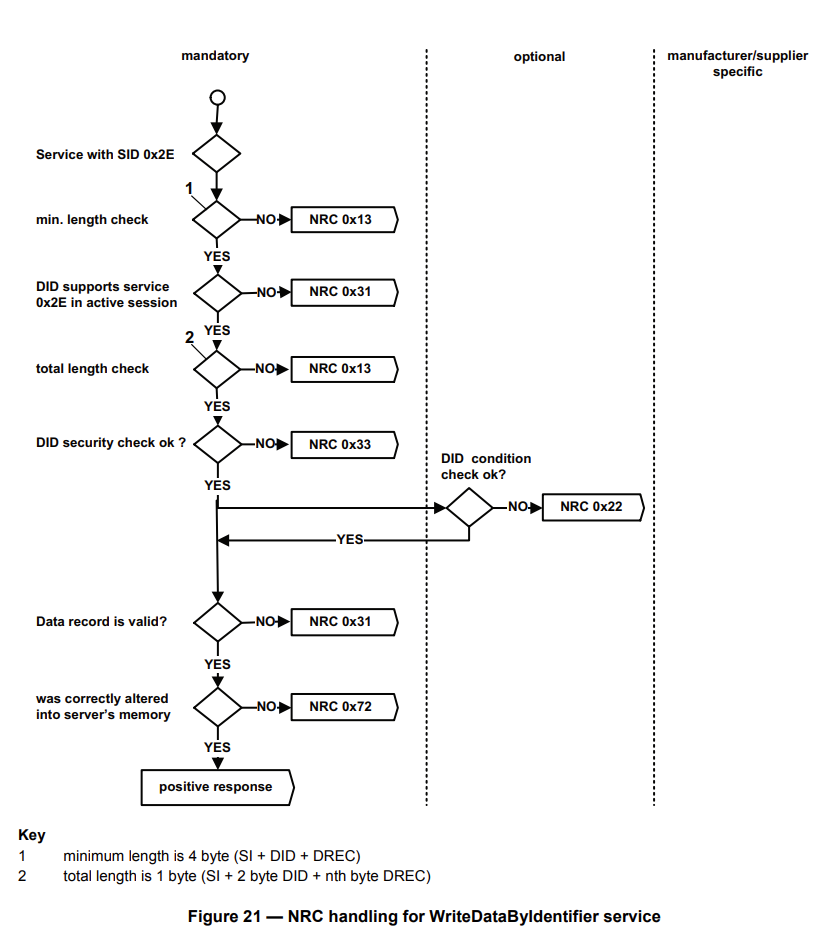 mandatory
optional
manufacturer/supplier
specific
Service with SID 0x2E
1
min. length check
NO
NRC 0x13
YES
DID supports service
0x2E in active session
NO
NRC 0x31
YES
2
total length check
NO
NRC 0x13
YES
DID security check ok ?
NO
NRC 0x33
YES
DID condition
check ok?
NO
NRC 0x22
YES
Data record is valid?
NO
NRC 0x31
YES
was correctly altered
into server's memory
NO
NRC 0x72
YES
positive response
Key
1 minimum length is 4 byte (SI + DID + DREC)
2 total length is 1 byte (SI + 2 byte DID + nth byte DREC)
Figure 21 — NRC handling for WriteDataByIdentifier service